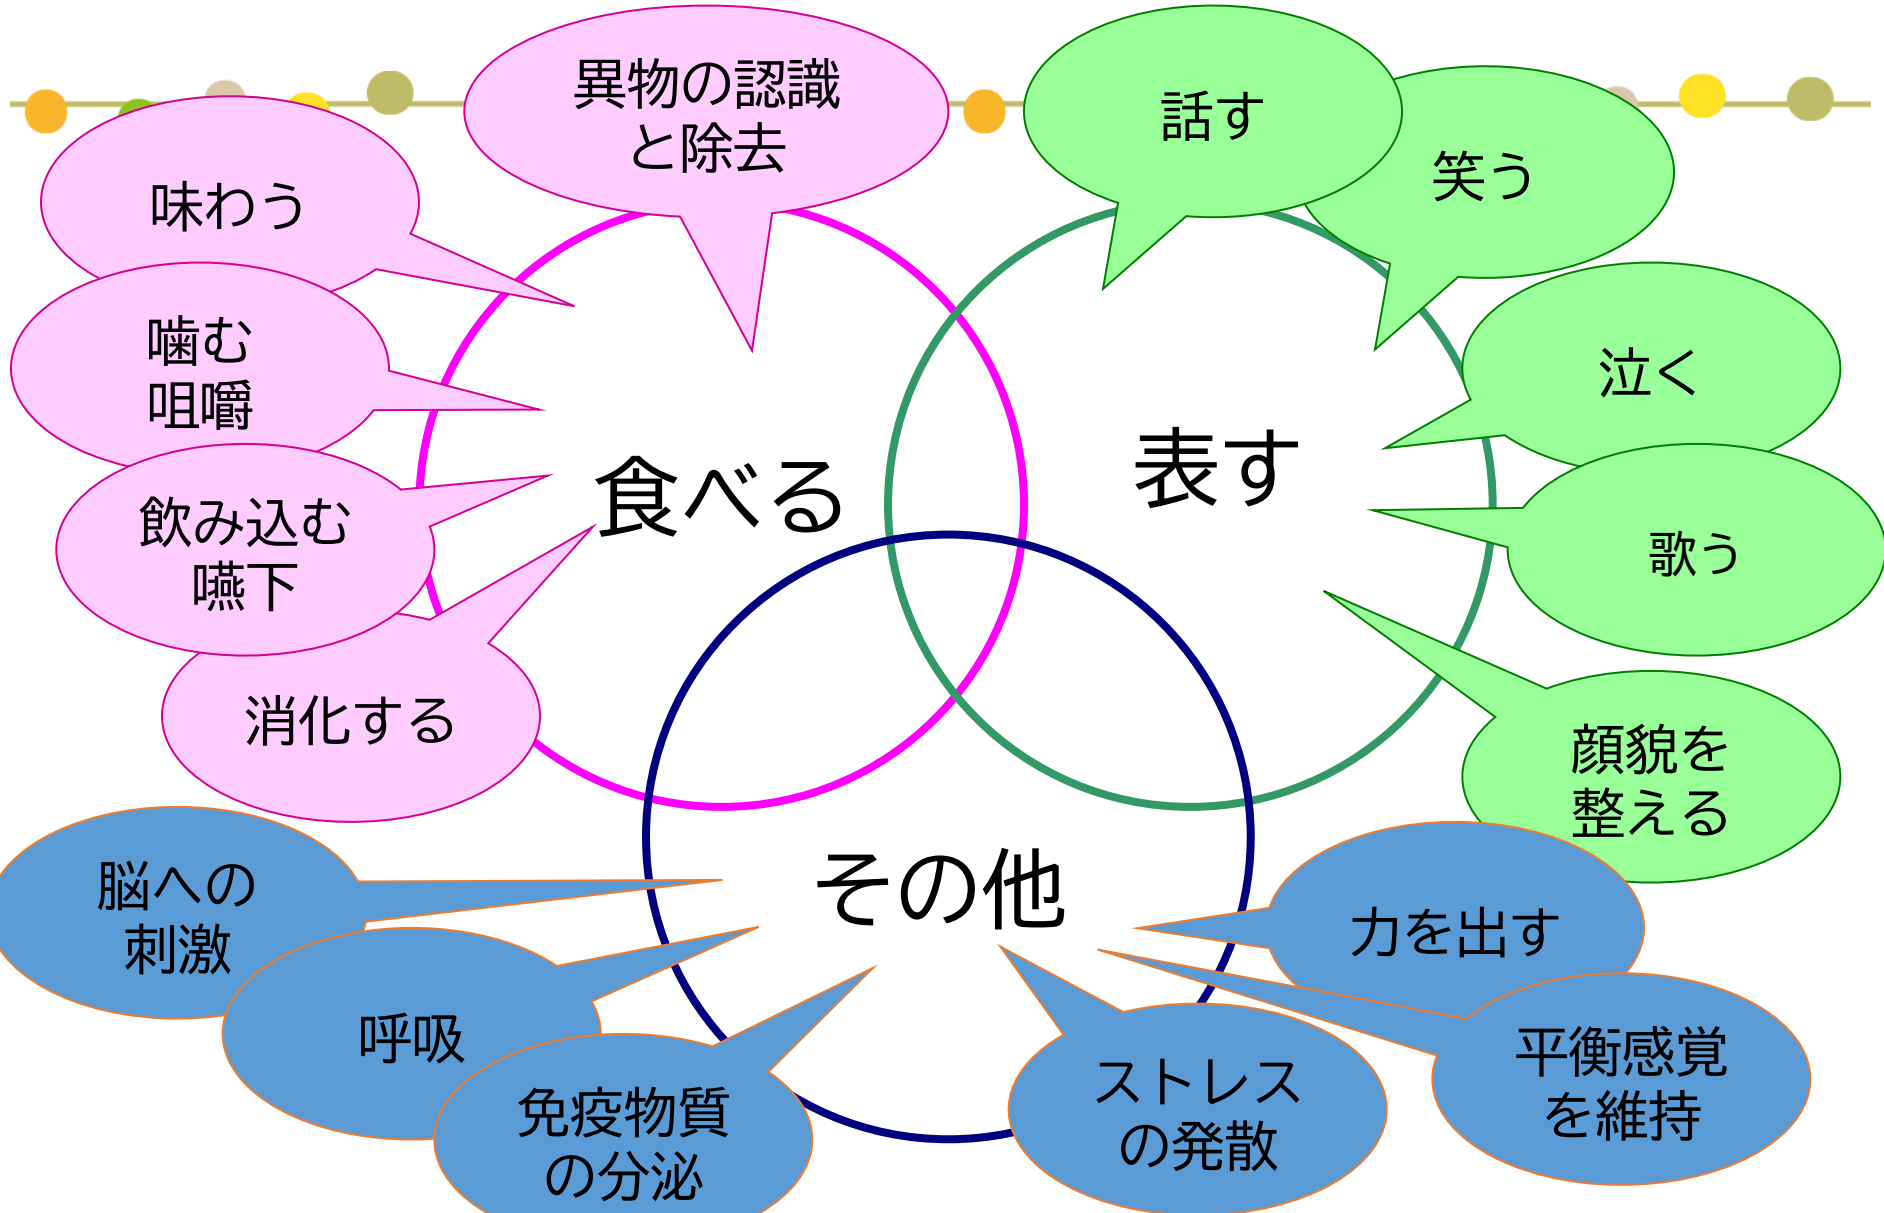 異物の認識
と除去
話す
笑う
味わう
噛む
咀嚼
泣く
食べる
表す
飲み込む
嚥下
歌う
消化する
顔貌を
整える
脳への
刺激
その他
力を出す
呼吸
平衡感覚
を維持
免疫物質
の分泌
ストレス
の発散